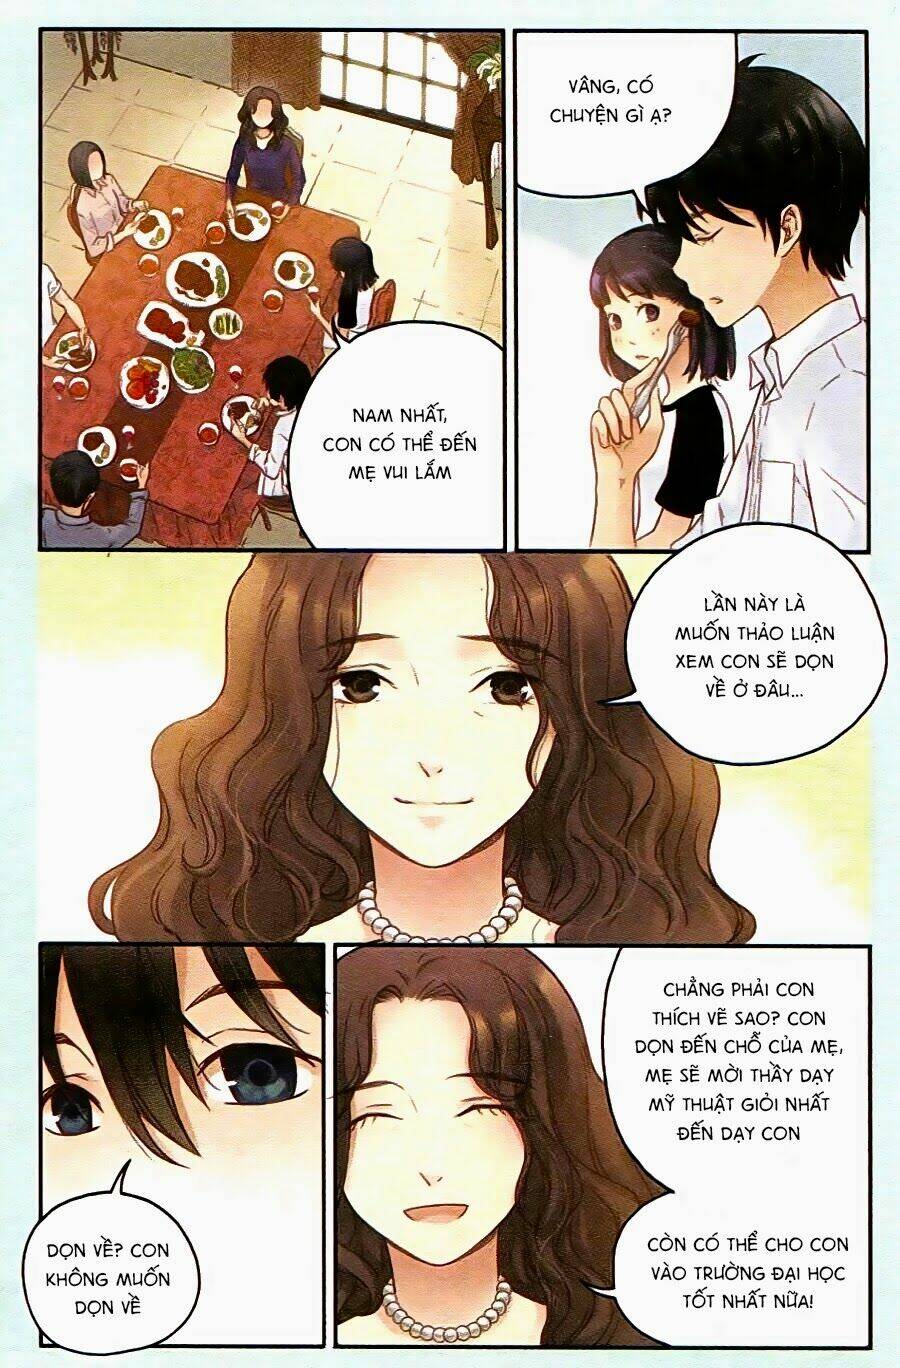 NAM NHẤT,
CON CÓ THỂ ĐẾN
MẸ VUI LẮM
VÂNG, CÓ
CHUYỆN GÌ Ạ?
LẦN NÀY LÀ
MUỐN THẢO LUẬN
XEM CON SẼ DỌN
VỀ Ở ĐÂU...
DỌN VỀ? CON
KHÔNG MUỐN
DỌN VỀ
CHẲNG PHẢI CON
THÍCH VẼ SAO? CON
DỌN ĐẾN CHỖ CỦA MẸ,
MẸ SẼ MỜI THẦY DẠY
MỸ THUẬT GIỎI NHẤT
ĐẾN DẠY CON
CÒN CÓ THỂ CHO CON
VÀO TRƯỜNG ĐẠI HỌC
TỐT NHẤT NỮA!